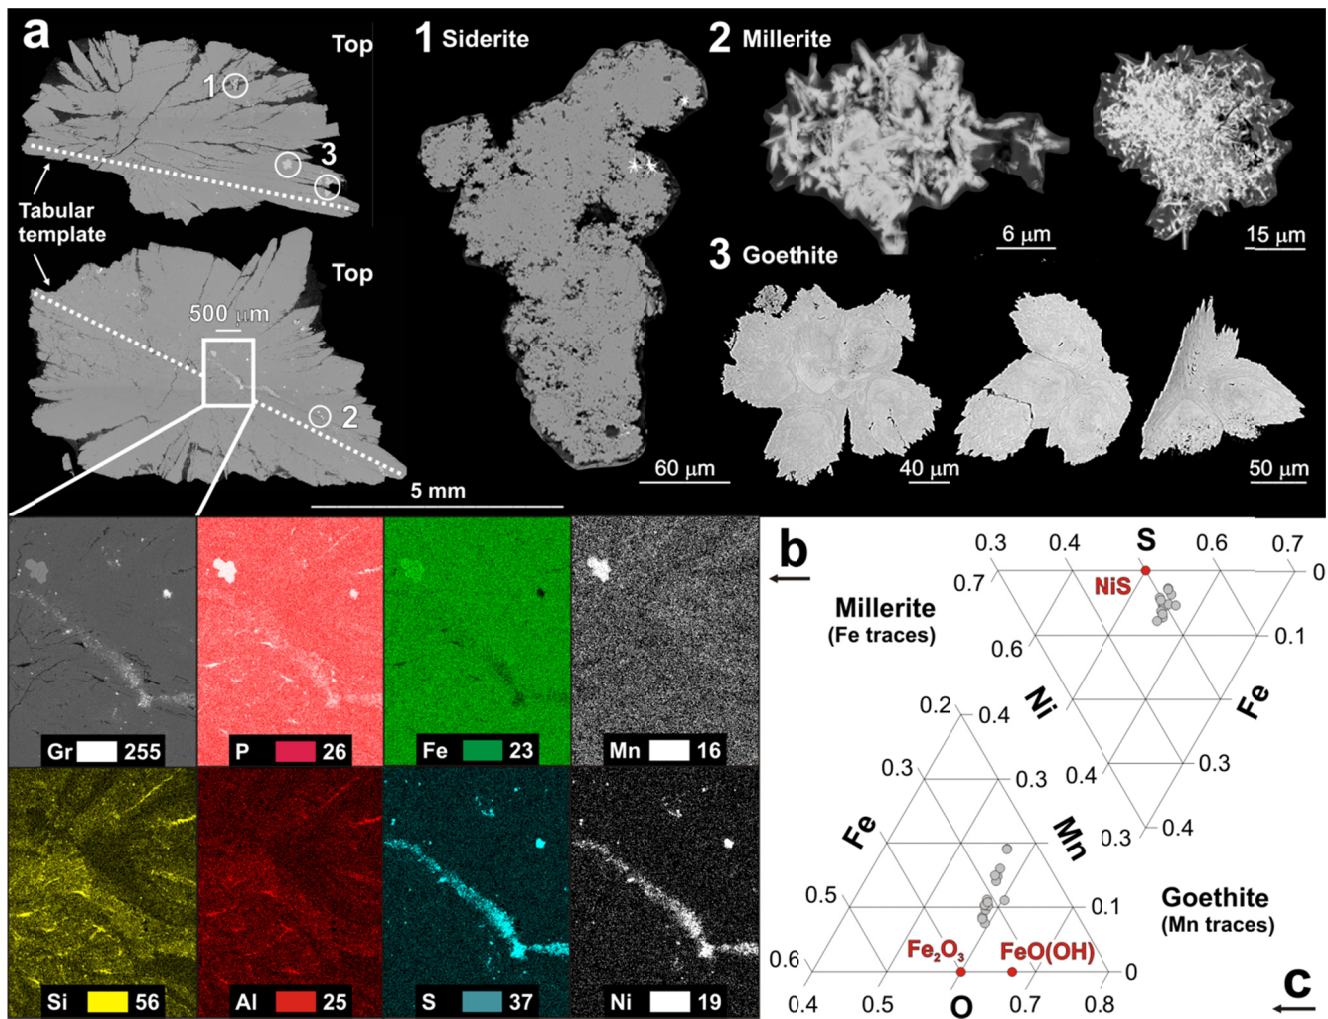 a
Top
1
3
Tabular
template
Top
500 µm
2
5 mm
1 Siderite
60 µm
2 Millerite
6 µm
15 µm
3 Goethite
40 µm
50 µm
Gr 255
P 26
Fe 23
Mn 16
Si 56
Al 25
S 37
Ni 19
b
0.3 0.4 S 0.6 0.7
0.7 NiS 0
Millerite
(Fe traces)
0.6 0.1
Ni Fe
0.4 0.3
0.3 0.4
0.2 0.4
0.3 0.3
Fe Mn
0.5 0.1
Goethite
(Mn traces)
Fe₂O₃ FeO(OH)
0.6 0
0.4 0.5 O 0.7 0.8
c